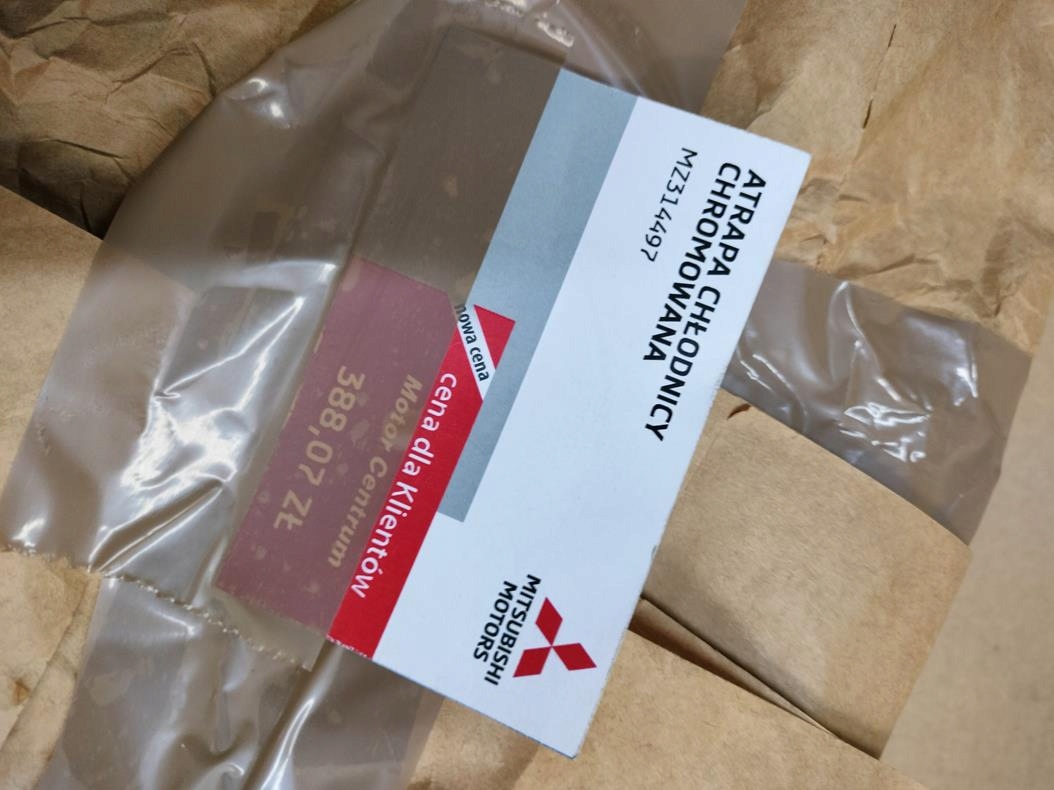 ATRAPA CHŁODNICY
CHROMOWANA
MZ314497
nowa cena
cena dla Klientów
Motor Centrum
388,07 ZŁ
MITSUBISHI
MOTORS